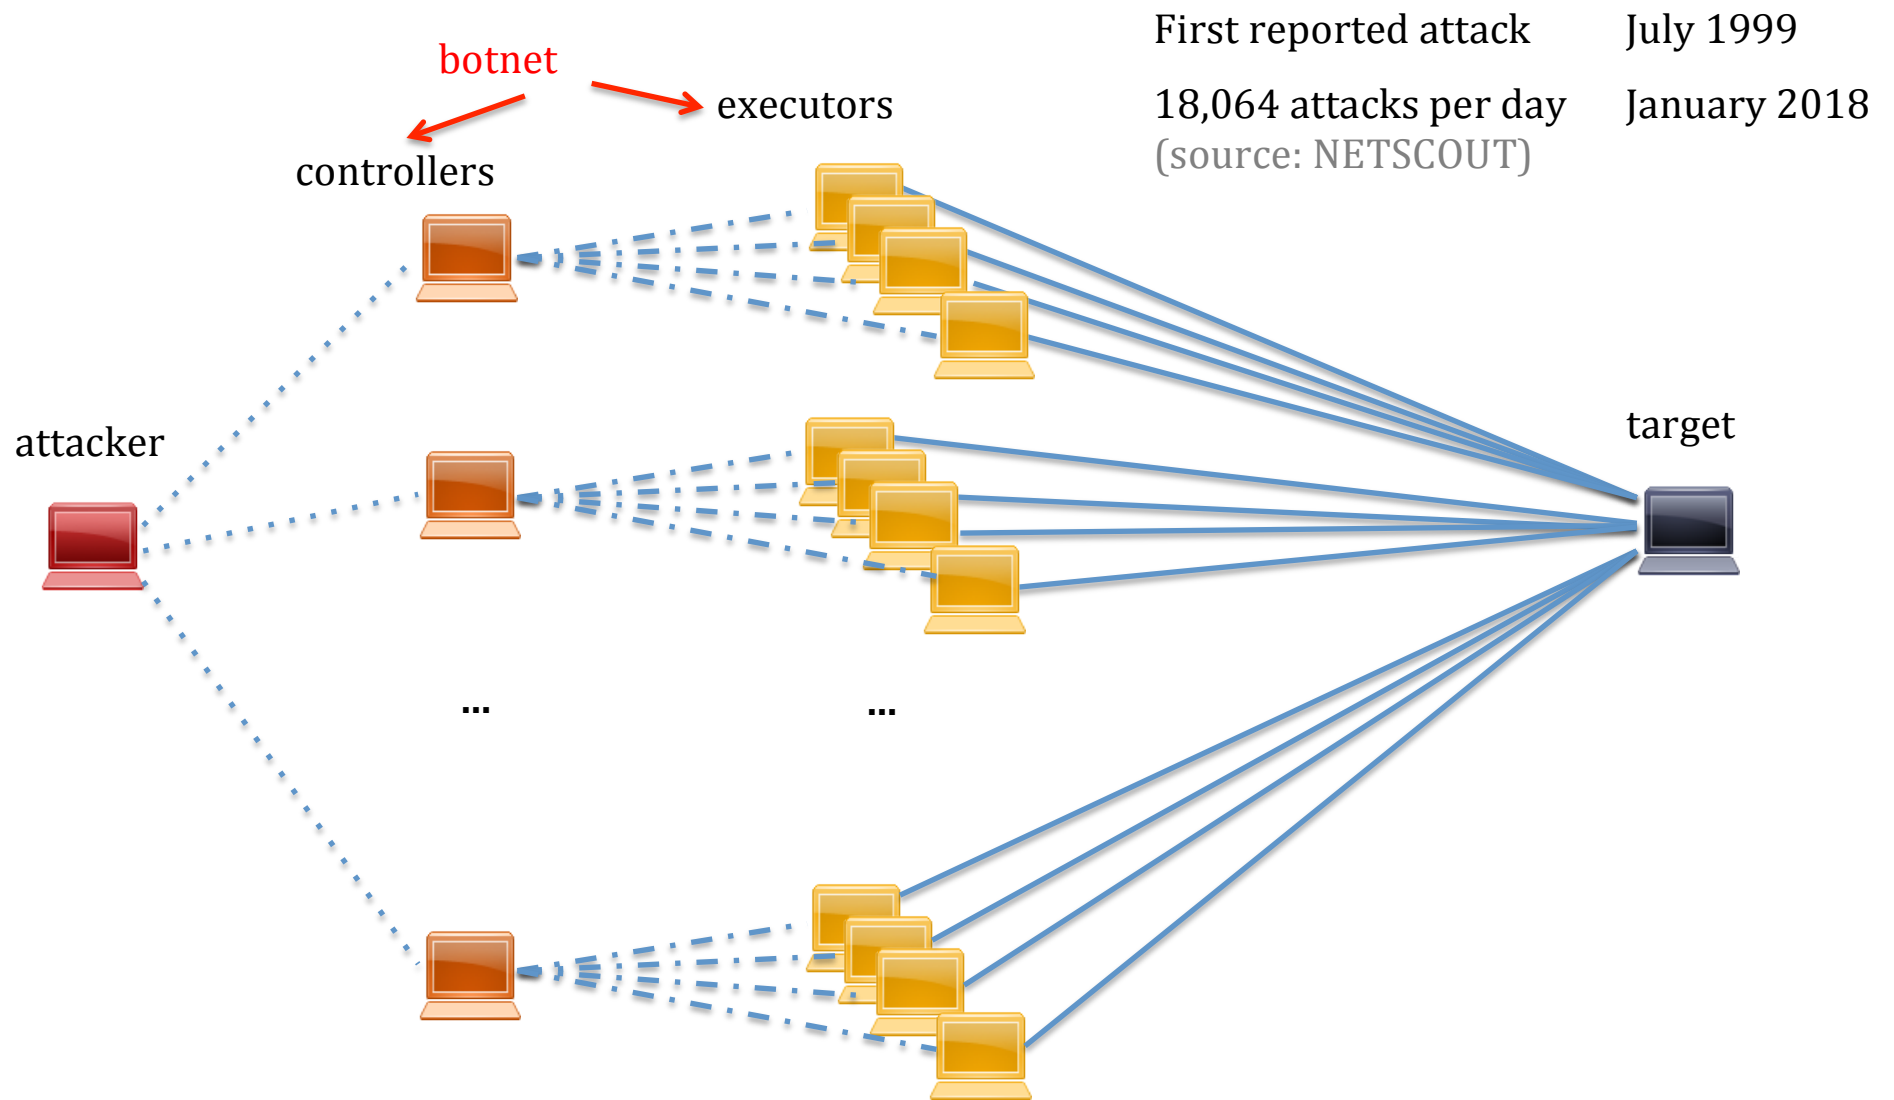 First reported attack July 1999
botnet
executors
18,064 attacks per day January 2018
(source: NETSCOUT)
controllers
attacker
target
...
...